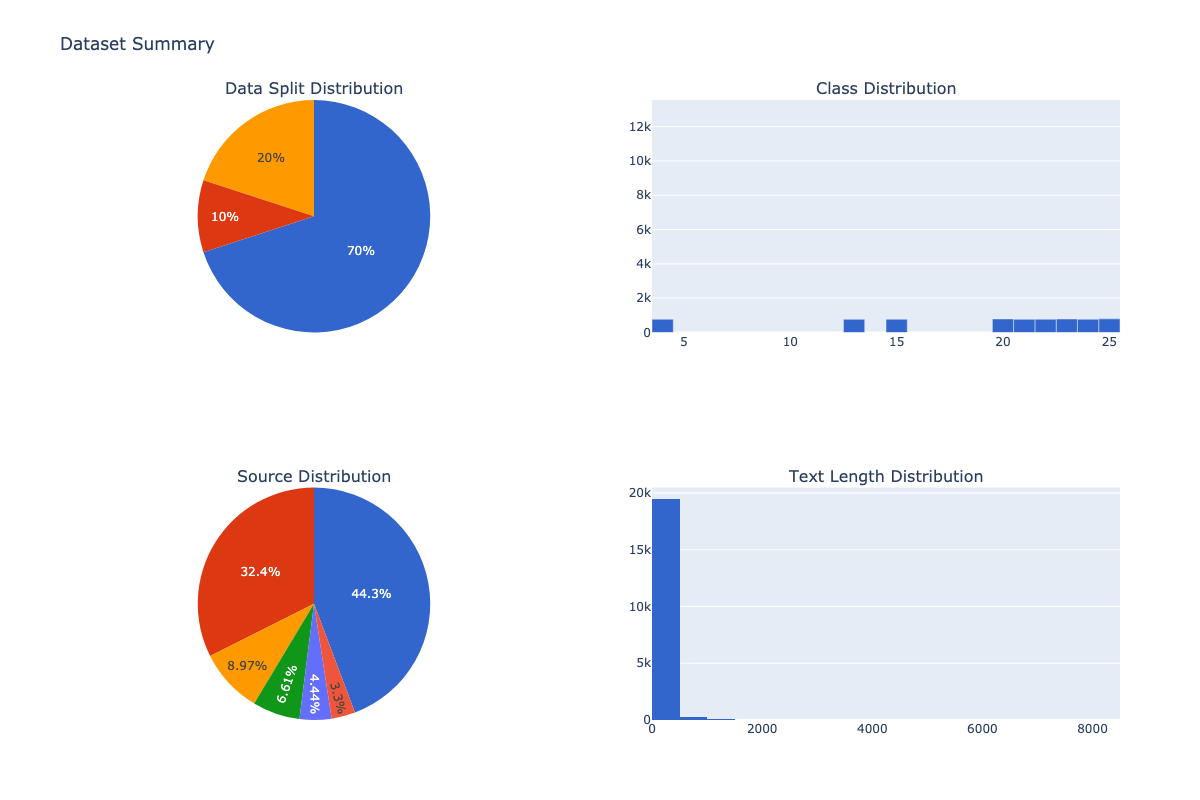 Dataset Summary
Data Split Distribution
20%
10%
70%
Class Distribution
12k
10k
8k
6k
4k
2k
0
5 10 15 20 25
Source Distribution
32.4%
44.3%
8.97%
6.61%
4.44%
3.3%
Text Length Distribution
20k
15k
10k
5k
0
0 2000 4000 6000 8000